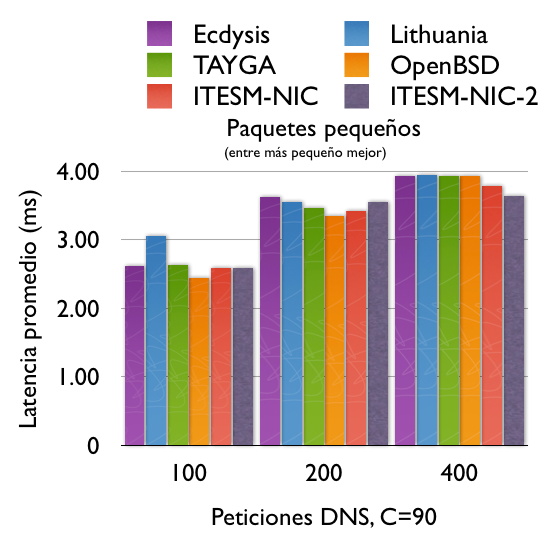 Ecdysis Lithuania
TAYGA OpenBSD
ITESM-NIC ITESM-NIC-2
Paquetes pequeños
(entre más pequeño mejor)
4.00
3.00
2.00
1.00
0
Latencia promedio (ms)
100 200 400
Peticiones DNS, C=90